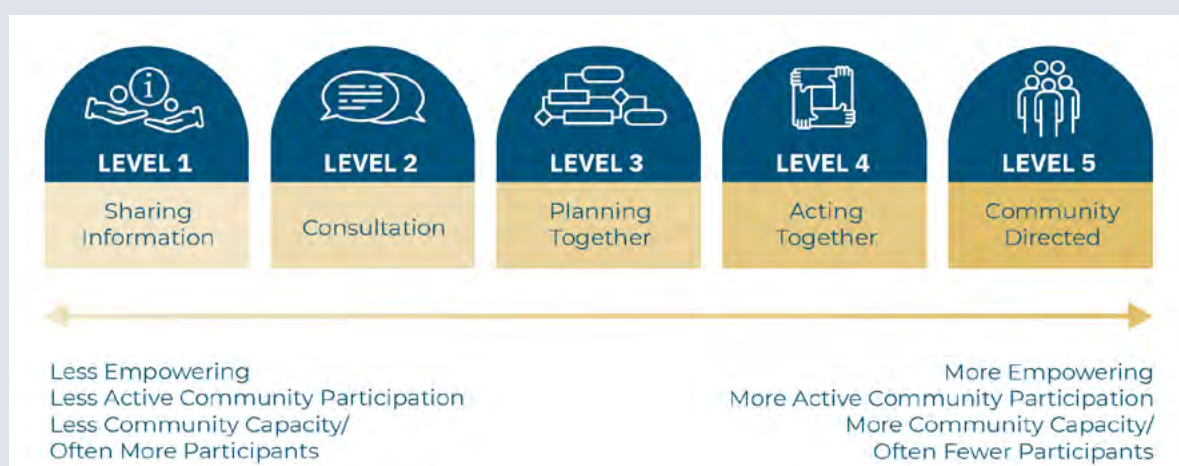 i
LEVEL 1
LEVEL 2
LEVEL 3
LEVEL 4
LEVEL 5
Sharing
Information
Consultation
Planning
Together
Acting
Together
Community
Directed
Less Empowering
Less Active Community Participation
Less Community Capacity/
Often More Participants
More Empowering
More Active Community Participation
More Community Capacity/
Often Fewer Participants